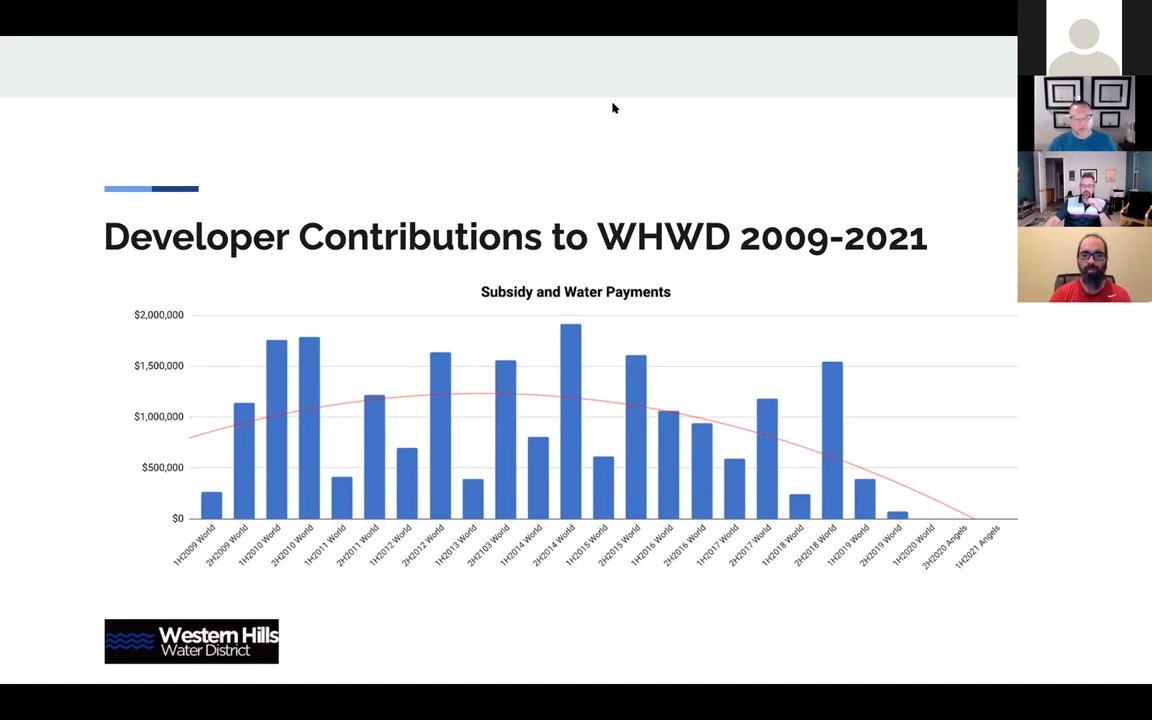 Developer Contributions to WHWD 2009-2021
Subsidy and Water Payments
$2,000,000
$1,500,000
$1,000,000
$500,000
$0
1H2009 World
2H2009 World
1H2010 World
2H2010 World
1H2011 World
2H2011 World
1H2012 World
2H2012 World
1H2013 World
2H2103 World
1H2014 World
2H2014 World
1H2015 World
2H2015 World
1H2016 World
2H2016 World
1H2017 World
2H2017 World
1H2018 World
2H2018 World
1H2019 World
2H2019 World
1H2020 World
2H2020 Angels
1H2021 Angels
Western Hills
Water District